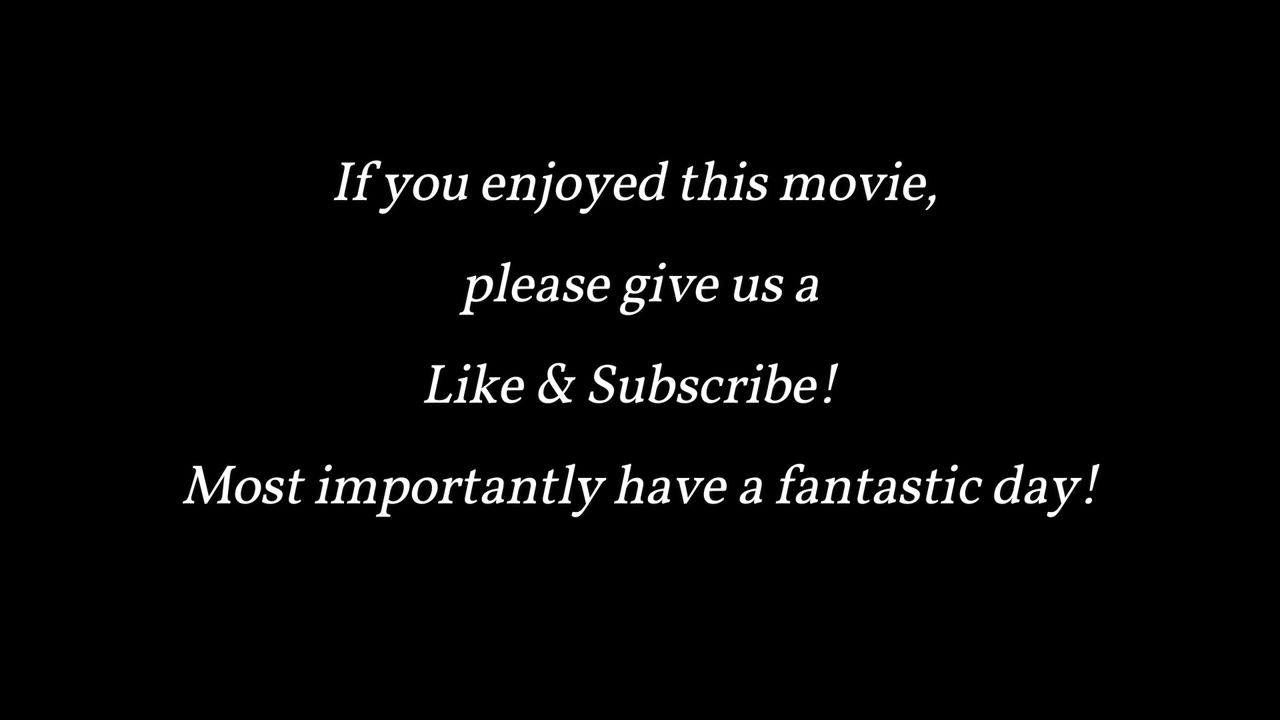 If you enjoyed this movie,
please give us a
Like & Subscribe!
Most importantly have a fantastic day!